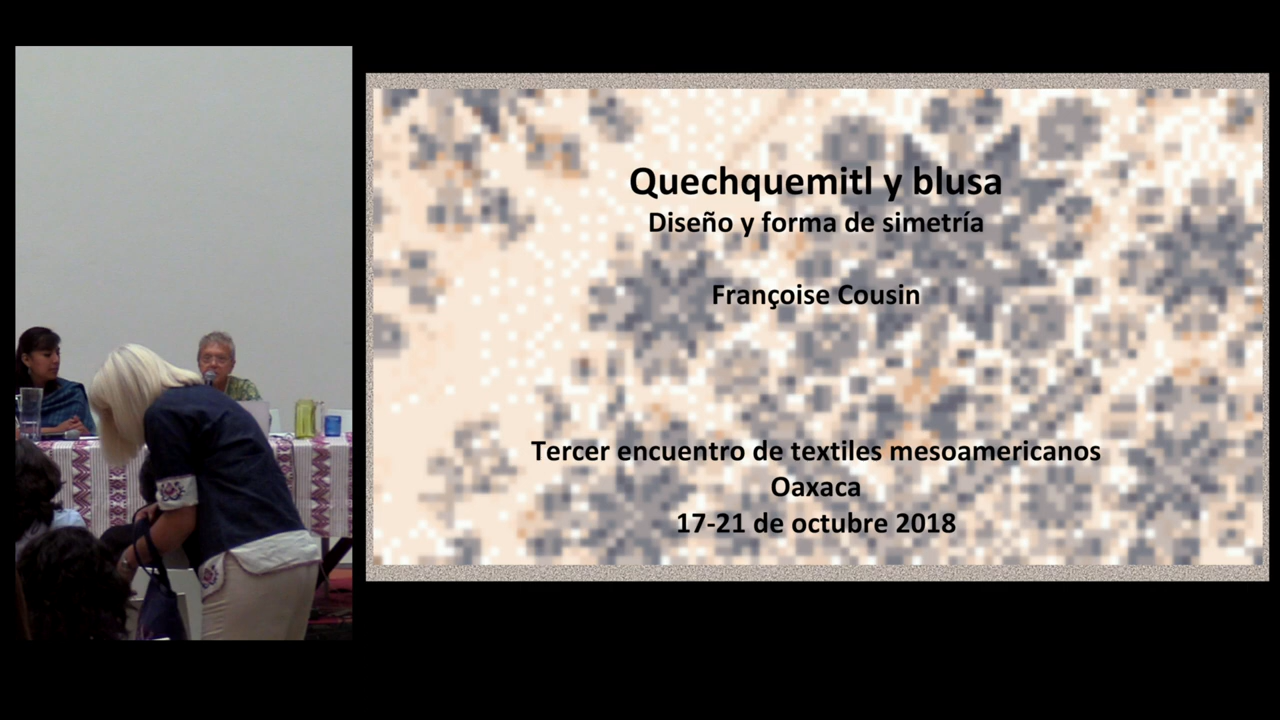 Quechquemitl y blusa
Diseño y forma de simetría
Françoise Cousin
Tercer encuentro de textiles mesoamericanos
Oaxaca
17-21 de octubre 2018